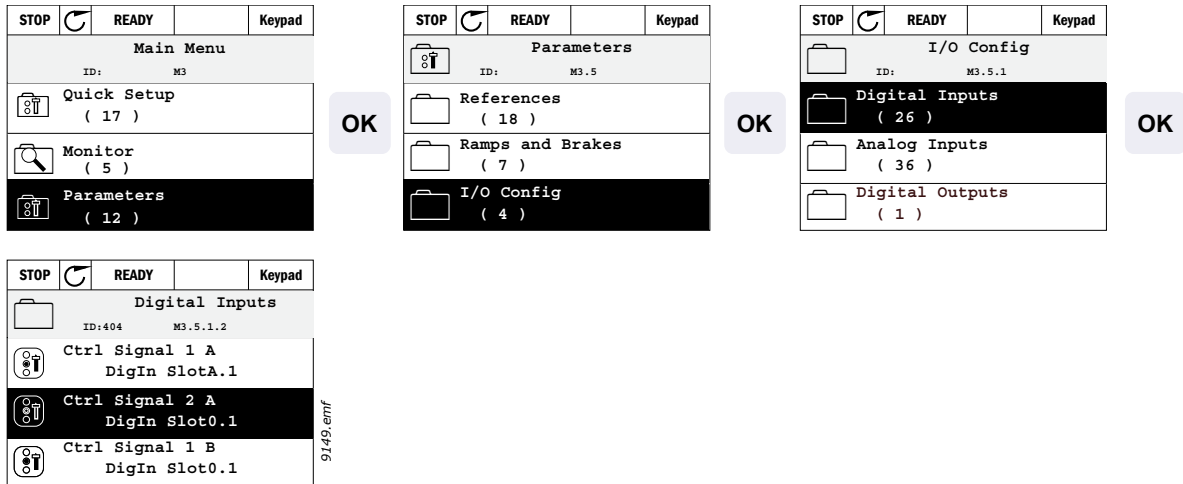 STOP READY Keypad
Main Menu
ID: M3
Quick Setup
( 17 )
Monitor
( 5 )
Parameters
( 12 )
OK
STOP READY Keypad
Parameters
ID: M3.5
References
( 18 )
Ramps and Brakes
( 7 )
I/O Config
( 4 )
OK
STOP READY Keypad
I/O Config
ID: M3.5.1
Digital Inputs
( 26 )
Analog Inputs
( 36 )
Digital Outputs
( 1 )
OK
STOP READY Keypad
Digital Inputs
ID:404 M3.5.1.2
Ctrl Signal 1 A
DigIn SlotA.1
Ctrl Signal 2 A
DigIn Slot0.1
Ctrl Signal 1 B
DigIn Slot0.1
9149.emf